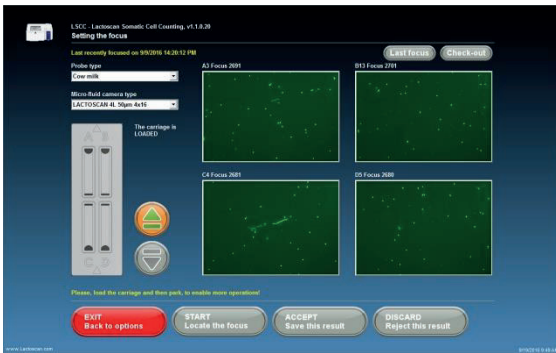 LSCC - Lactoscan Somatic Cell Counting, v1.1.0.20
Setting the focus
Last recently focused on 9/9/2016 14:20:12 PM
Last focus
Check-out
Probe type
Cow milk
Micro-fluid camera type
LACTOSCAN 4L 50µm 4x16
The carriage is
LOADED
A B
C D
A3 Focus 2691
B13 Focus 2701
C4 Focus 2681
D5 Focus 2680
Please, load the carriage and then park, to enable more operations!
EXIT
Back to options
START
Locate the focus
ACCEPT
Save this result
DISCARD
Reject this result
www.Lactoscan.com